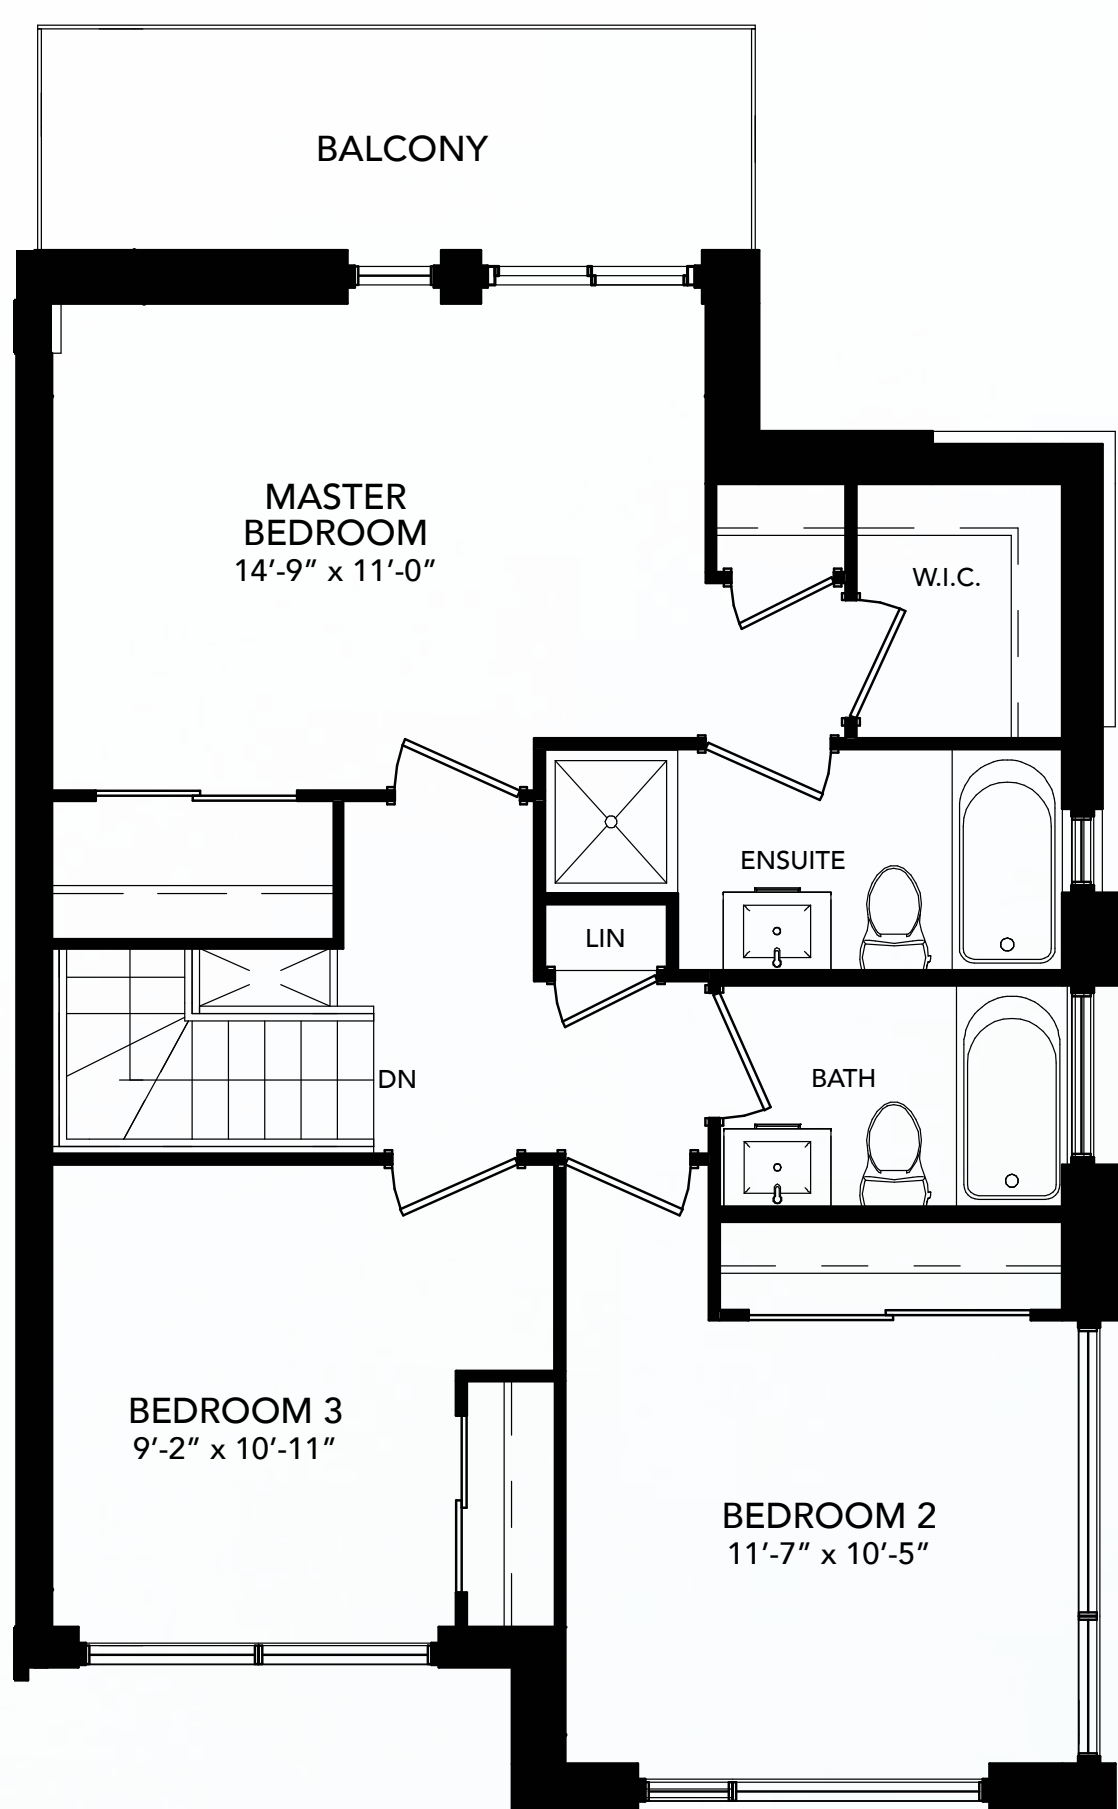 BALCONY
MASTER
BEDROOM
14′-9″ x 11′-0″
W.I.C.
ENSUITE
LIN
DN
BATH
BEDROOM 3
9′-2″ x 10′-11″
BEDROOM 2
11′-7″ x 10′-5″